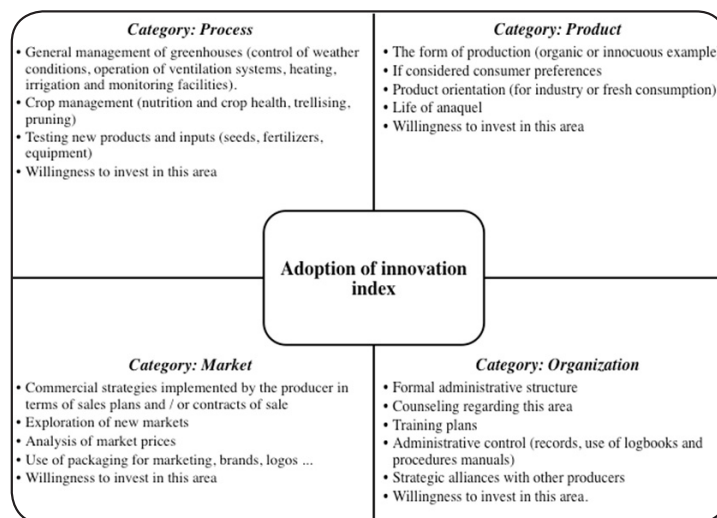 Category: Process
• General management of greenhouses (control of weather
conditions, operation of ventilation systems, heating,
irrigation and monitoring facilities).
• Crop management (nutrition and crop health, trellising,
pruning)
• Testing new products and inputs (seeds, fertilizers,
equipment)
• Willingness to invest in this area
Category: Product
• The form of production (organic or innocuous example
• If considered consumer preferences
• Product orientation (for industry or fresh consumption)
• Life of anaquel
• Willingness to invest in this area
Adoption of innovation
index
Category: Market
• Commercial strategies implemented by the producer in
terms of sales plans and / or contracts of sale
• Exploration of new markets
• Analysis of market prices
• Use of packaging for marketing, brands, logos ...
• Willingness to invest in this area
Category: Organization
• Formal administrative structure
• Counseling regarding this area
• Training plans
• Administrative control (records, use of logbooks and
procedures manuals)
• Strategic alliances with other producers
• Willingness to invest in this area.